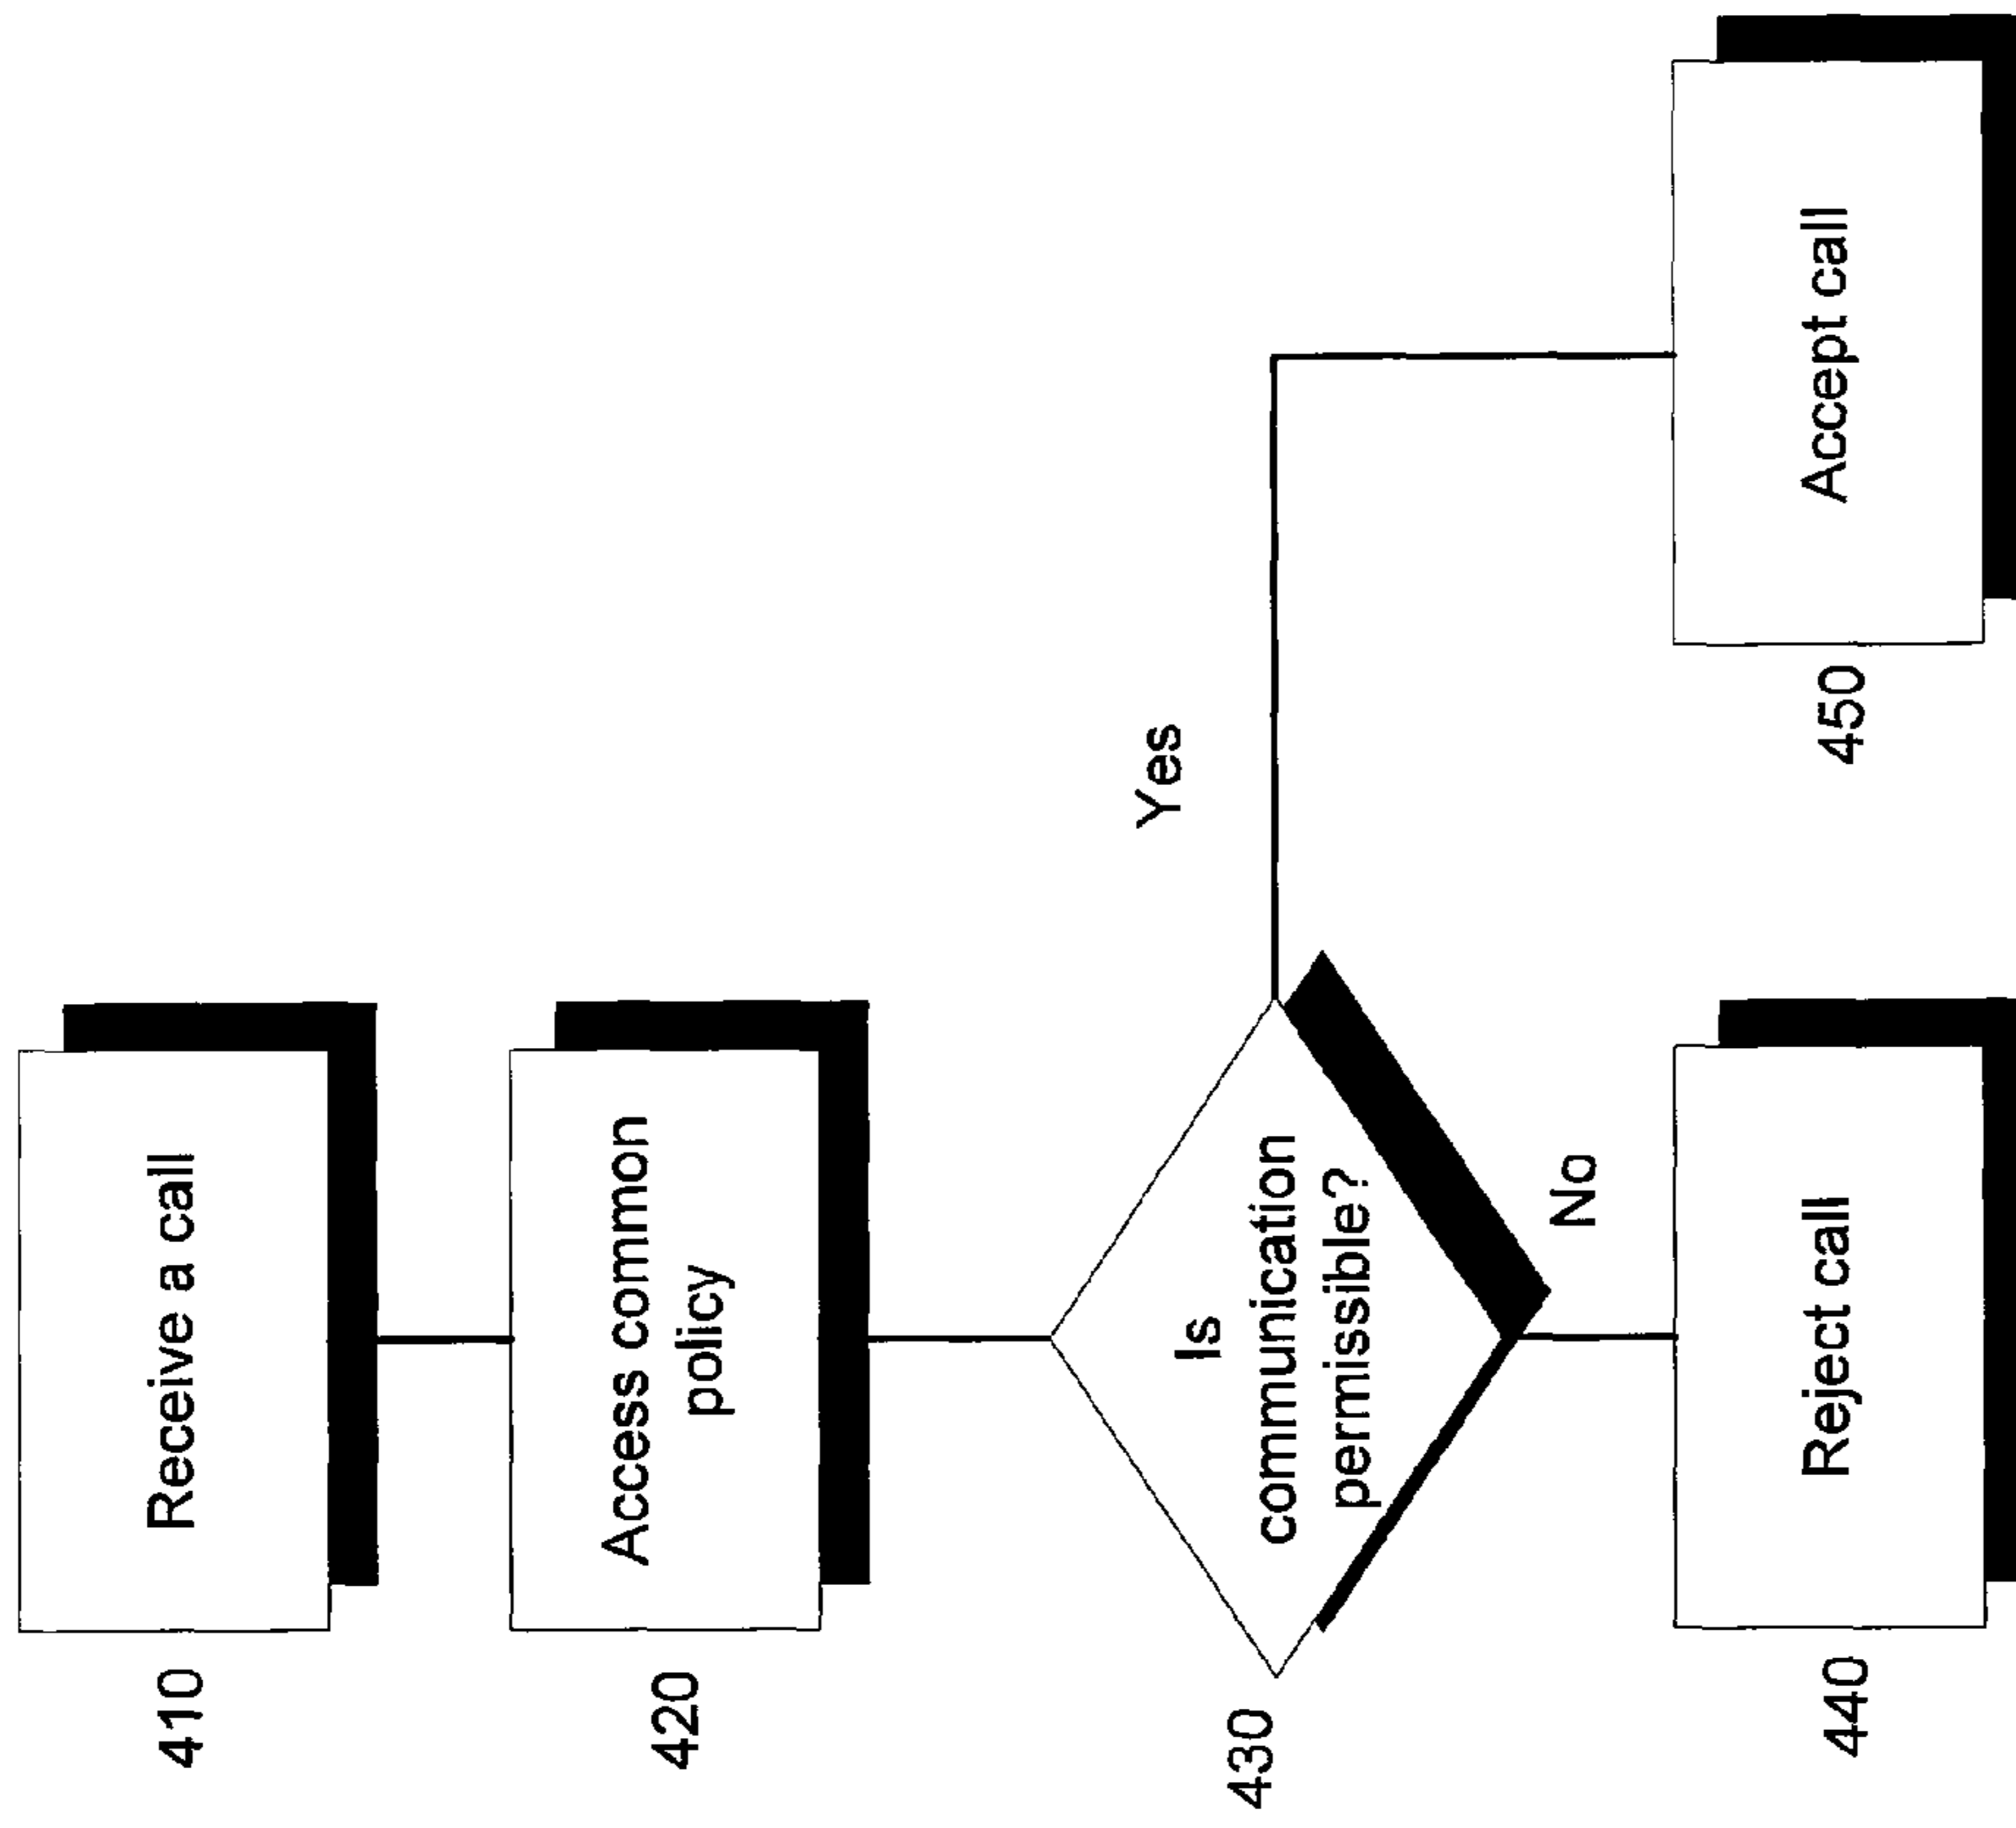 410
Receive a call
420
Access common
policy
430
Is
communication
permissible?
Yes
No
440
Reject call
450
Accept call